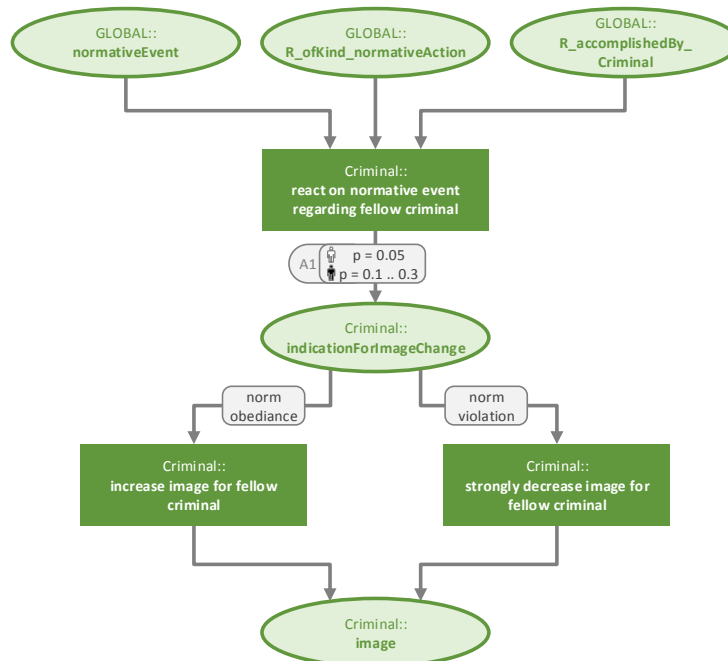 GLOBAL::
normativeEvent
GLOBAL::
R_ofKind_normativeAction
GLOBAL::
R_accomplishedBy_
Criminal
Criminal::
react on normative event
regarding fellow criminal
A1
p = 0.05
p = 0.1 .. 0.3
Criminal::
indicationForImageChange
norm
obediance
norm
violation
Criminal::
increase image for fellow
criminal
Criminal::
strongly decrease image for
fellow criminal
Criminal::
image